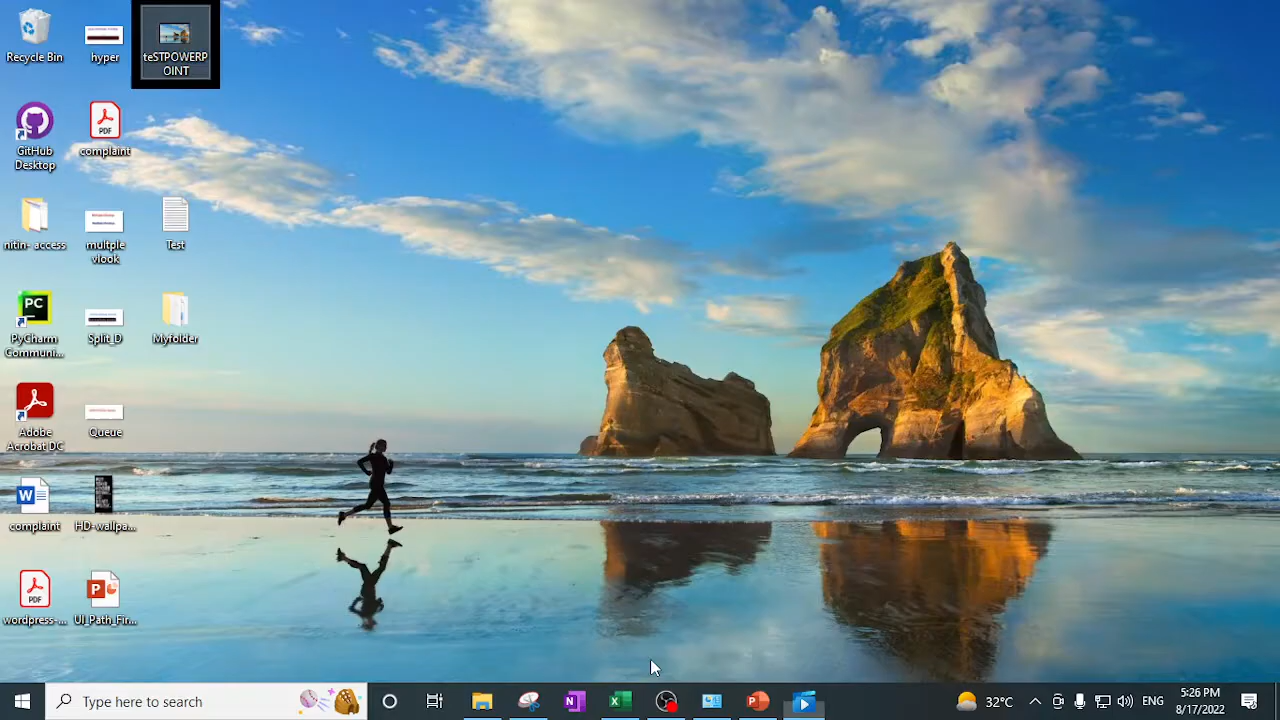 Recycle Bin
hyper
teSTPOWERP
OINT
GitHub
Desktop
PDF
complaint
nitin- access
multple
vlook
Test
PC
PyCharm
Communi...
Split_D
Myfolder
Adobe
Acrobat DC
Queue
W
complaint
HD-wallpa...
PDF
wordpress-...
P
UI_Path_Fir...
Type here to search
N
X
P
32°C
ENG
5:26 PM
8/17/2022